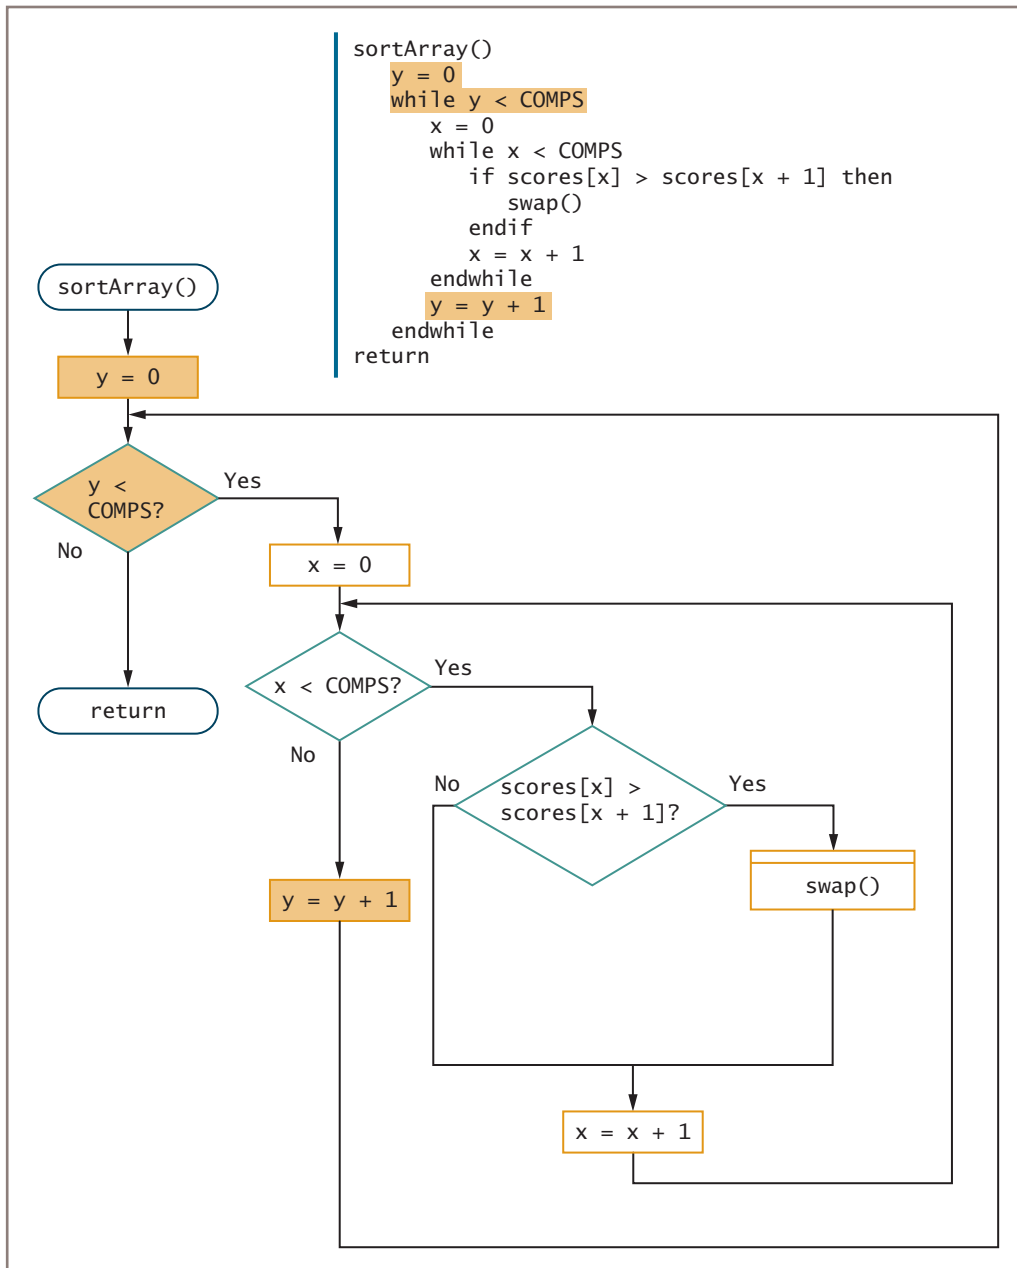 sortArray()
y = 0
while y < COMPS
x = 0
while x < COMPS
if scores[x] > scores[x + 1] then
swap()
endif
x = x + 1
endwhile
y = y + 1
endwhile
return
sortArray()
y = 0
y <
COMPS?
Yes
No
return
x = 0
x < COMPS?
Yes
No
scores[x] >
scores[x + 1]?
No
Yes
swap()
y = y + 1
x = x + 1